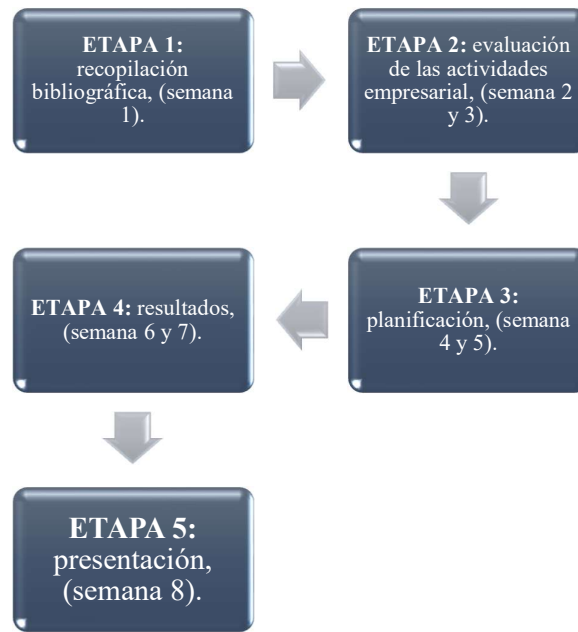 ETAPA 1:
recopilación
bibliográfica, (semana
1).
ETAPA 2: evaluación
de las actividades
empresarial, (semana 2
y 3).
ETAPA 3:
planificación, (semana
4 y 5).
ETAPA 4: resultados,
(semana 6 y 7).
ETAPA 5:
presentación,
(semana 8).